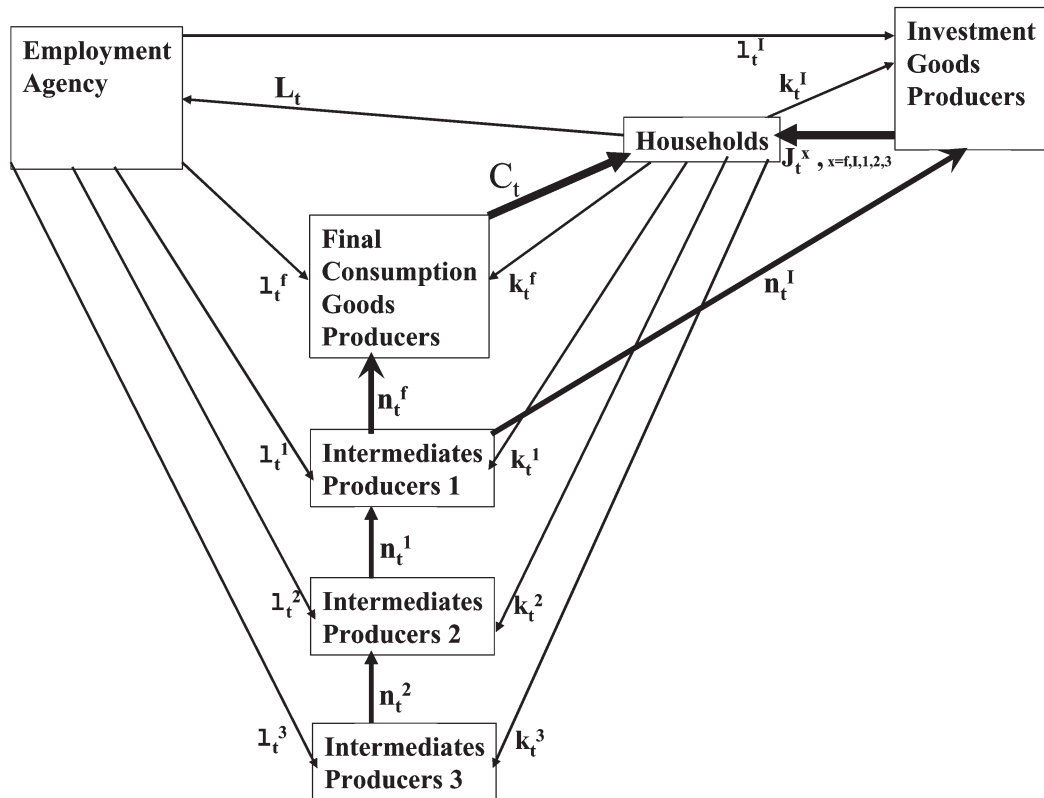 Employment
Agency
Investment
Goods
Producers
l_t^I
k_t^I
L_t
Households
J_t^x , x=f,I,1,2,3
C_t
Final
Consumption
Goods
Producers
l_t^f
k_t^f
n_t^I
n_t^f
l_t^1
Intermediates
Producers 1
k_t^1
n_t^1
l_t^2
Intermediates
Producers 2
k_t^2
n_t^2
l_t^3
Intermediates
Producers 3
k_t^3